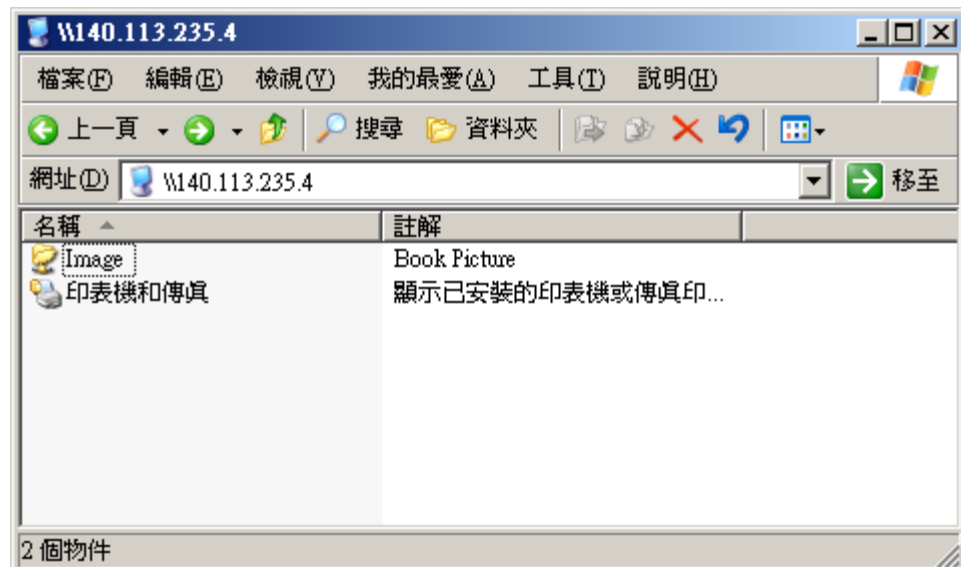 \\140.113.235.4
檔案(F) 編輯(E) 檢視(V) 我的最愛(A) 工具(T) 說明(H)
上一頁 搜尋 資料夾
網址(D) \\140.113.235.4 移至
名稱 註解
Image Book Picture
印表機和傳真 顯示已安裝的印表機或傳真印...
2 個物件